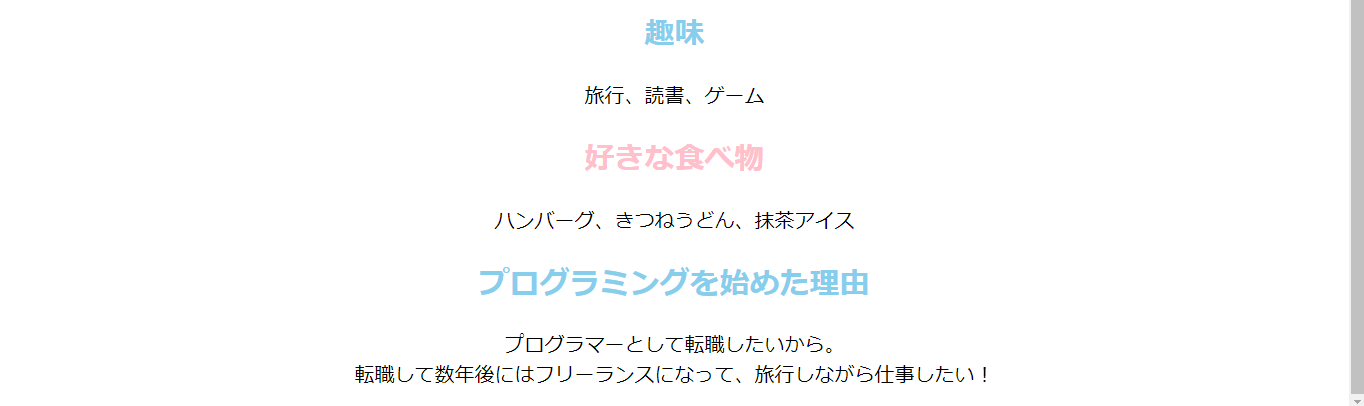 趣味
旅行、読書、ゲーム
好きな食べ物
ハンバーグ、きつねうどん、抹茶アイス
プログラミングを始めた理由
プログラマーとして転職したいから。
転職して数年後にはフリーランスになって、旅行しながら仕事したい！